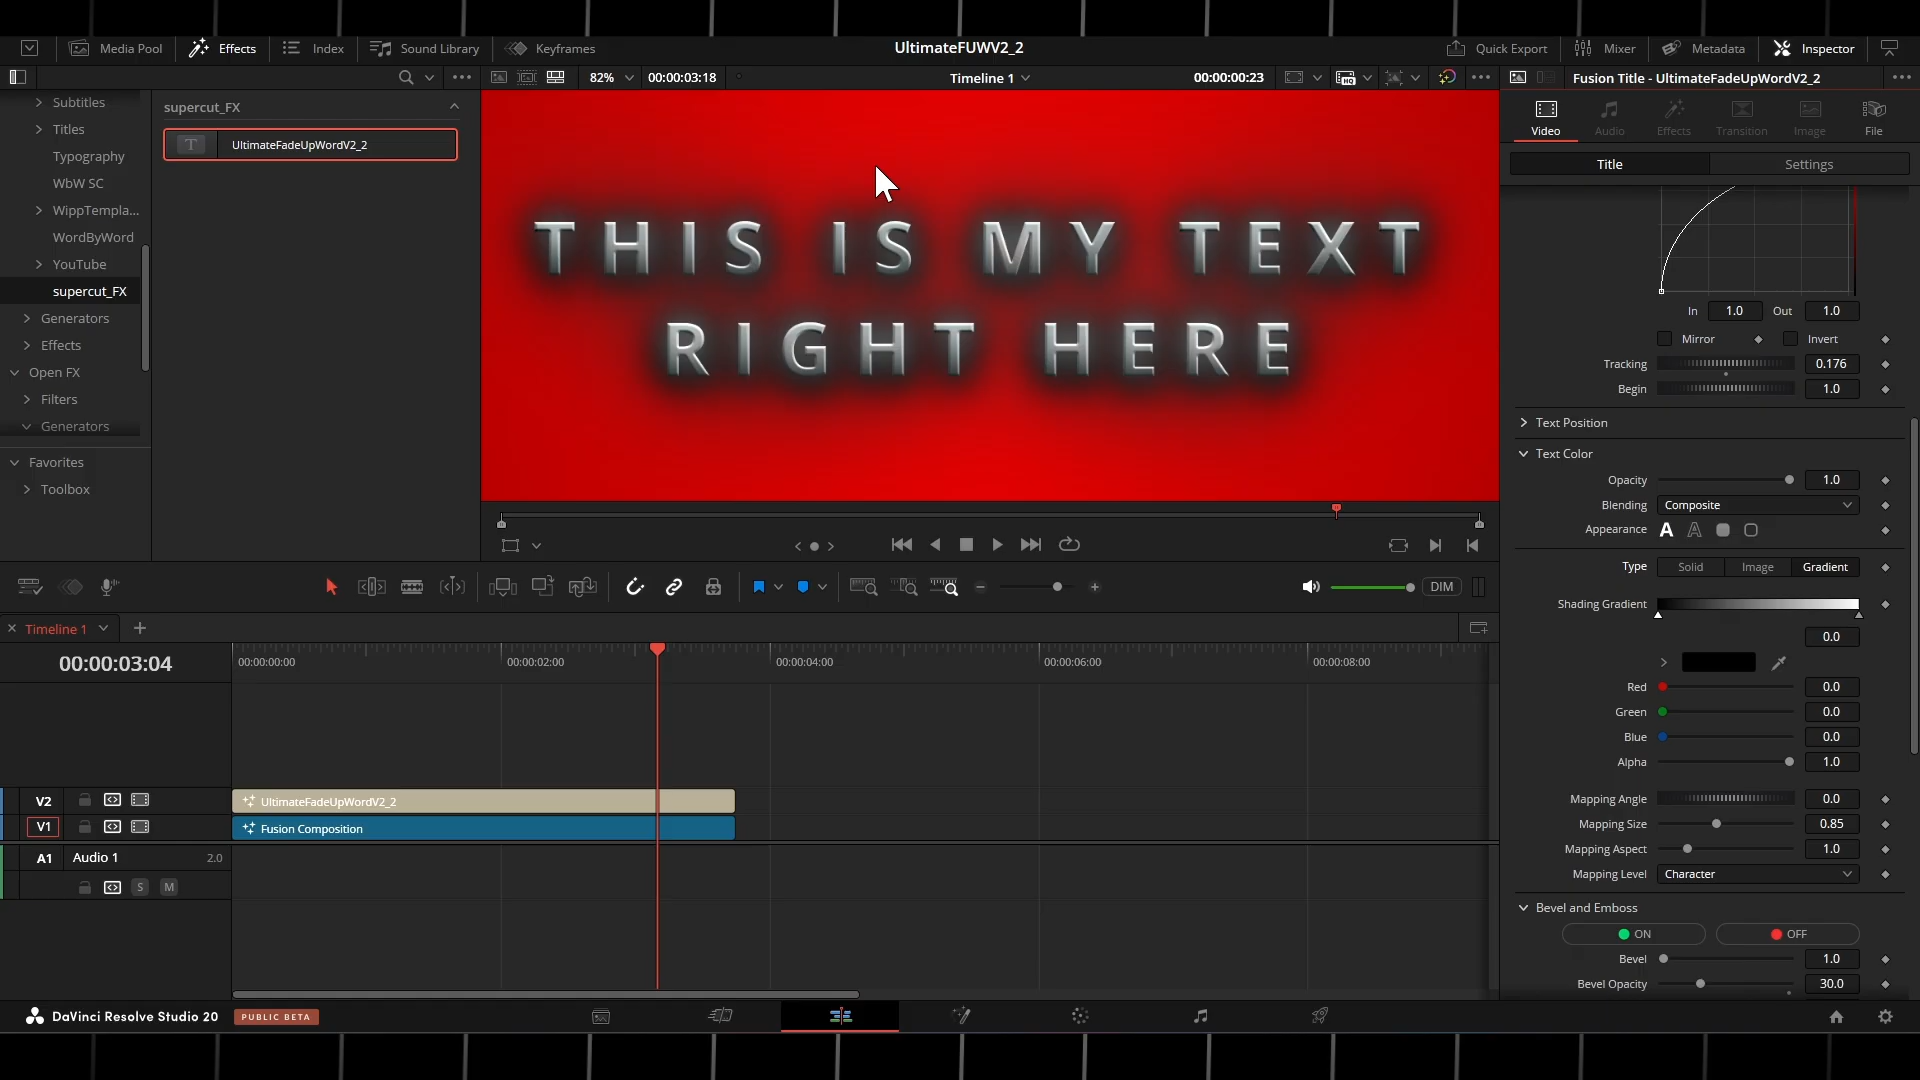 Media Pool
Effects
Index
Sound Library
Keyframes
UltimateFUWV2_2
Quick Export
Mixer
Metadata
Inspector
82%
00:00:03:18
Timeline 1
00:00:00:23
Fusion Title - UltimateFadeUpWordV2_2
Subtitles
Titles
Typography
WbW SC
WippTempla...
WordByWord
YouTube
supercut_FX
Generators
Effects
Open FX
Filters
Generators
Favorites
Toolbox
supercut_FX
T
UltimateFadeUpWordV2_2
THIS IS MY TEXT
RIGHT HERE
Video
Audio
Effects
Transition
Image
File
Title
Settings
In 1.0 Out 1.0
Mirror
Invert
Tracking 0.176
Begin 1.0
Text Position
Text Color
Opacity 1.0
Blending Composite
Appearance A A
Type Solid Image Gradient
Shading Gradient
0.0
Red 0.0
Green 0.0
Blue 0.0
Alpha 1.0
Mapping Angle 0.0
Mapping Size 0.85
Mapping Aspect 1.0
Mapping Level Character
Bevel and Emboss
ON
OFF
Bevel 1.0
Bevel Opacity 30.0
DIM
Timeline 1
00:00:03:04
00:00:00:00
00:00:02:00
00:00:04:00
00:00:06:00
00:00:08:00
V2
UltimateFadeUpWordV2_2
V1
Fusion Composition
A1 Audio 1 2.0
S M
DaVinci Resolve Studio 20
PUBLIC BETA